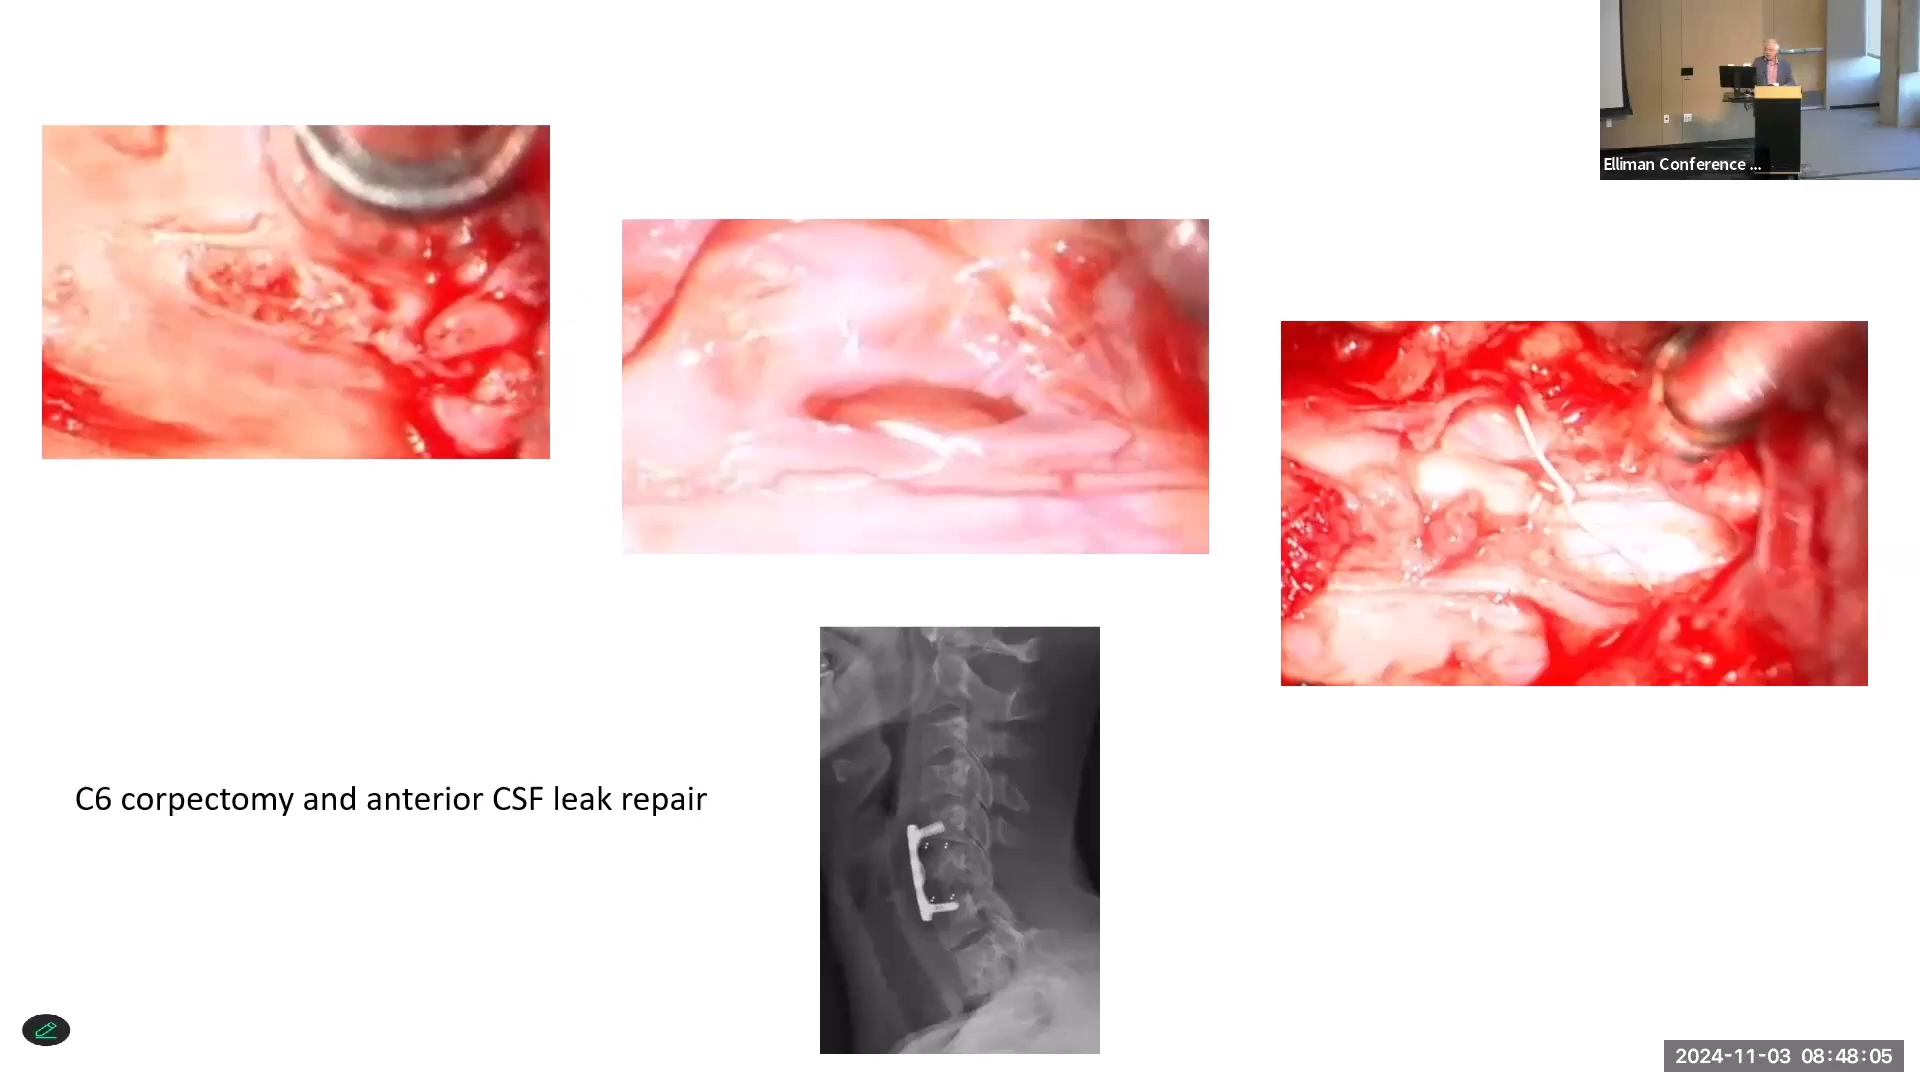 Elliman Conference ...
C6 corpectomy and anterior CSF leak repair
2024-11-03 08:48:05